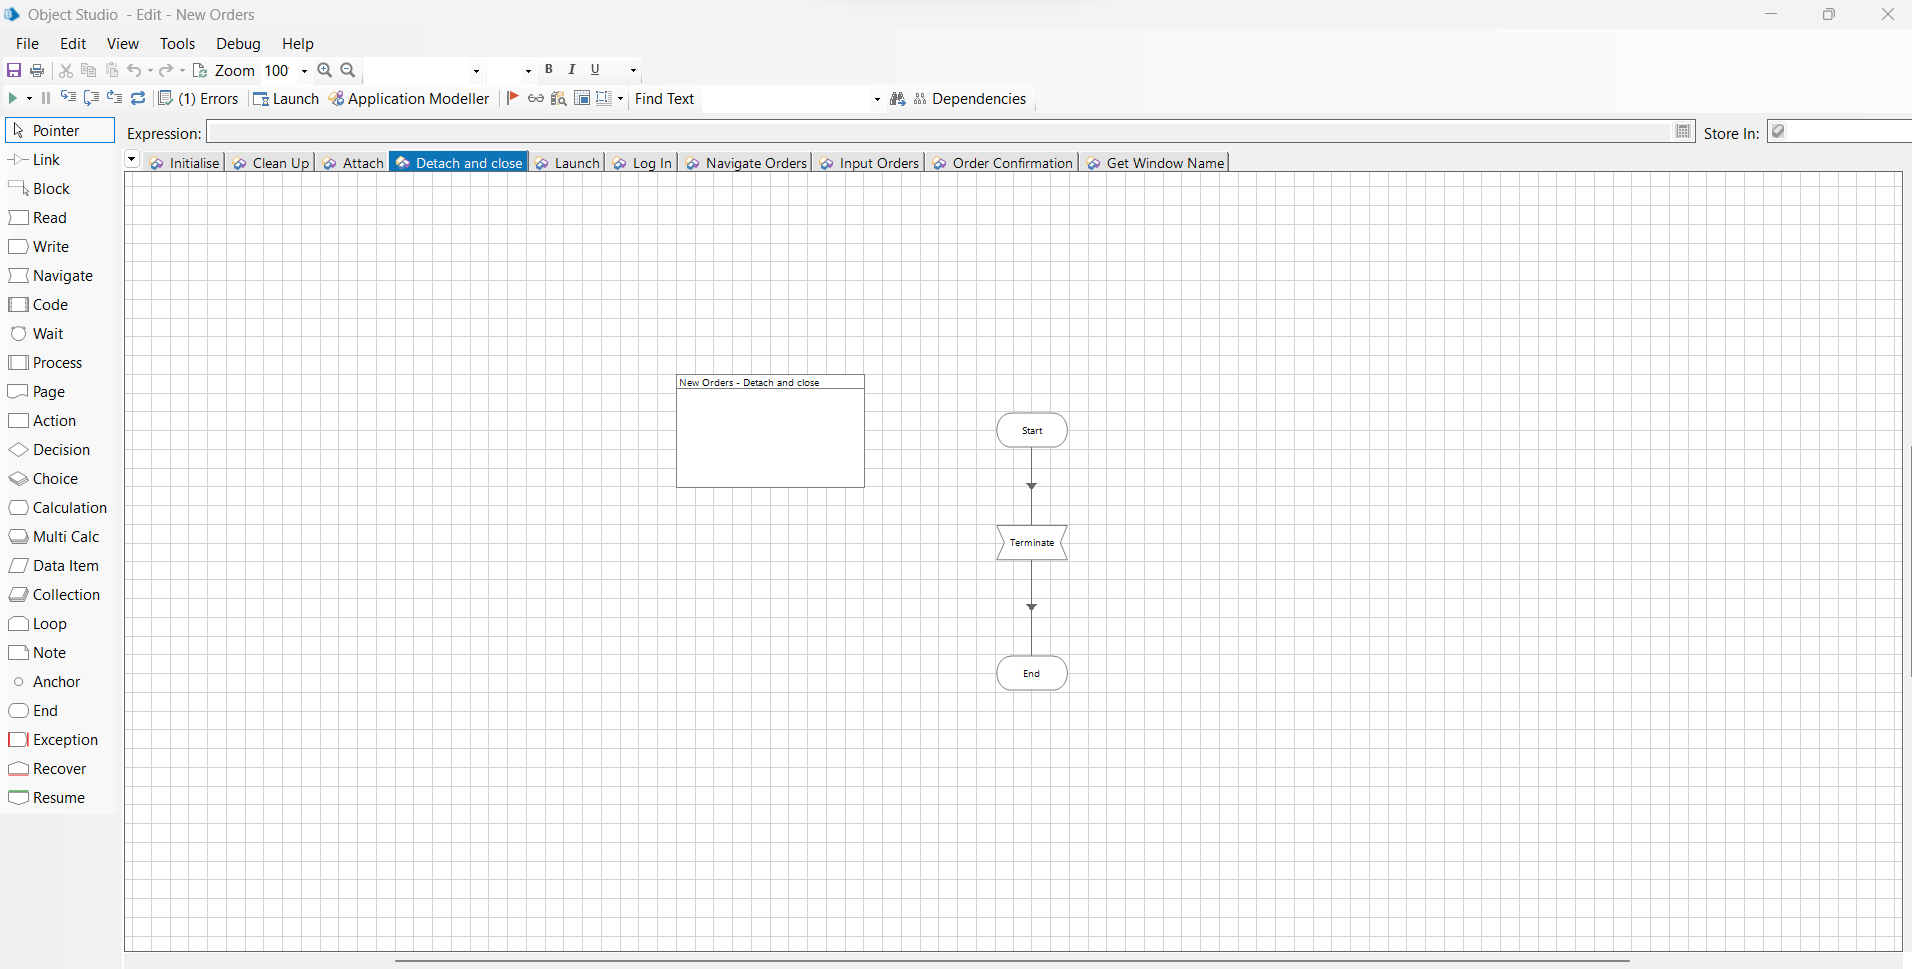 Object Studio - Edit - New Orders
File Edit View Tools Debug Help
Zoom 100 B I U
(1) Errors Launch Application Modeller Find Text Dependencies
Pointer
Expression: Store In:
Link
Initialise Clean Up Attach Detach and close Launch Log In Navigate Orders Input Orders Order Confirmation Get Window Name
Block
Read
Write
Navigate
Code
Wait
Process
Page
Action
Decision
Choice
Calculation
Multi Calc
Data Item
Collection
Loop
Note
Anchor
End
Exception
Recover
Resume
New Orders - Detach and close
Start
Terminate
End